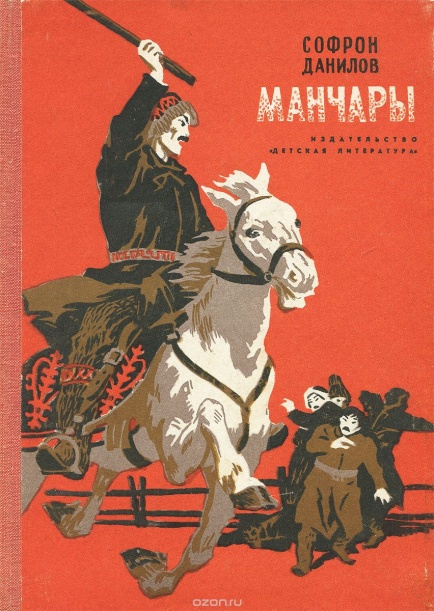 СОФРОН
ДАНИЛОВ
МАНЧАРЫ
ИЗДАТЕЛЬСТВО
«ДЕТСКАЯ ЛИТЕРАТУРА»
ozon.ru